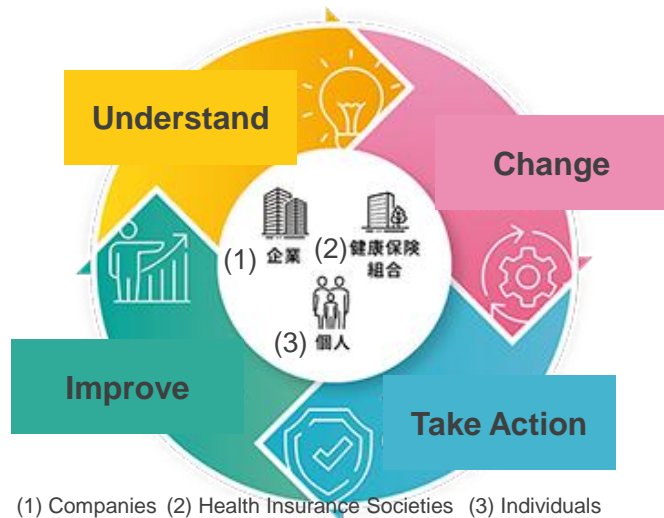 Understand
Change
(1) 企業
(2) 健康保険
組合
(3) 個人
Improve
Take Action
(1) Companies (2) Health Insurance Societies (3) Individuals